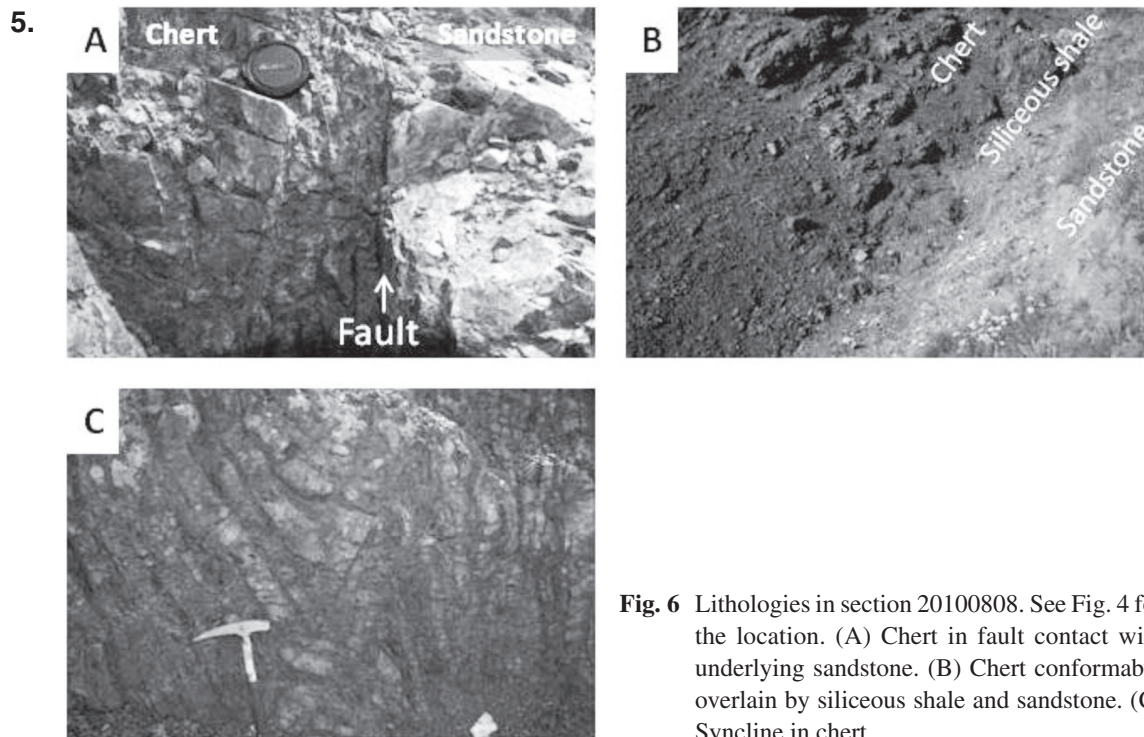 5.
A
Chert
Sandstone
Fault
B
Chert
Siliceous shale
Sandstone
C
Fig. 6 Lithologies in section 20100808. See Fig. 4 fo
the location. (A) Chert in fault contact wi
underlying sandstone. (B) Chert conformab
overlain by siliceous shale and sandstone. (C
Syncline in chert